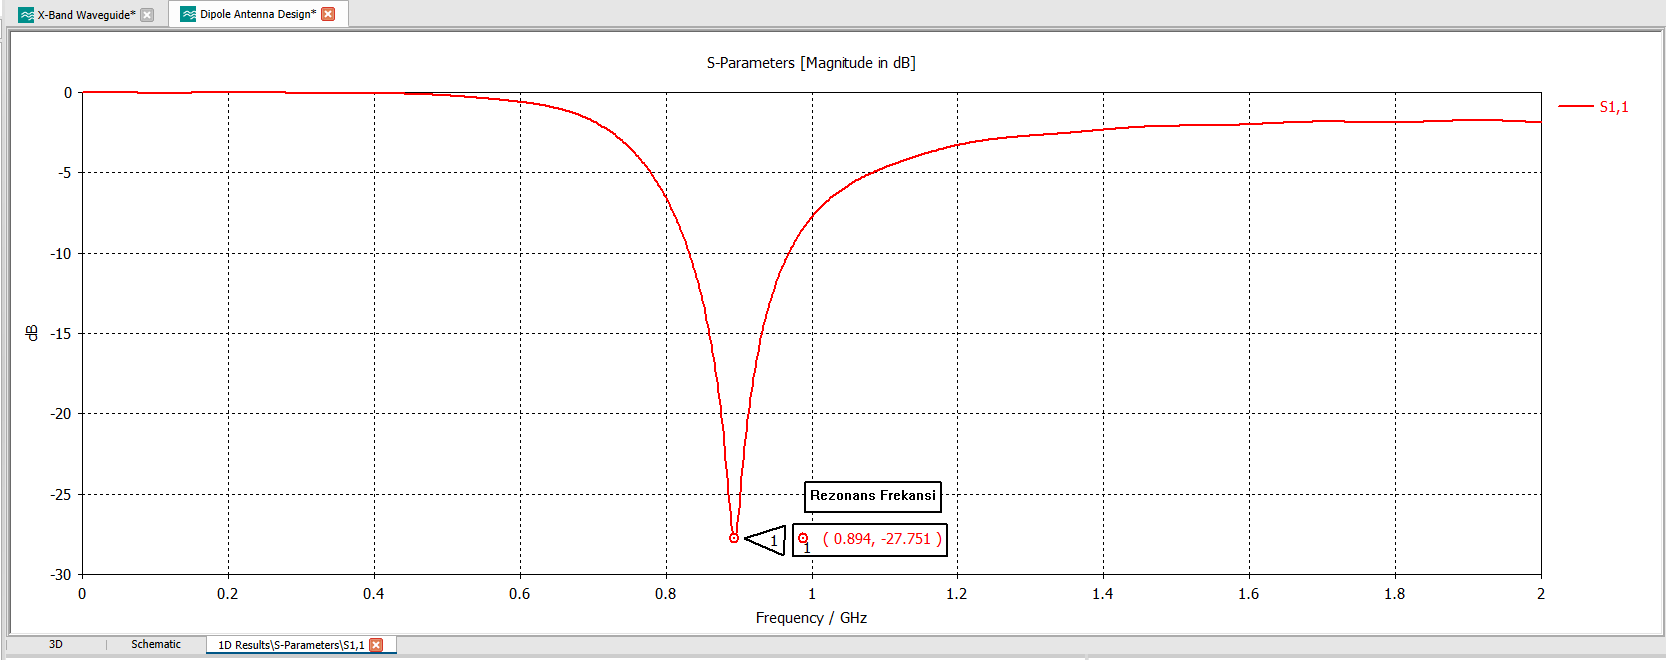 X-Band Waveguide*
Dipole Antenna Design*
S-Parameters [Magnitude in dB]
S1,1
0
-5
-10
-15
-20
-25
-30
dB
Rezonans Frekansi
1
1 ( 0.894, -27.751 )
0 0.2 0.4 0.6 0.8 1 1.2 1.4 1.6 1.8 2
Frequency / GHz
3D Schematic 1D Results\S-Parameters\S1,1